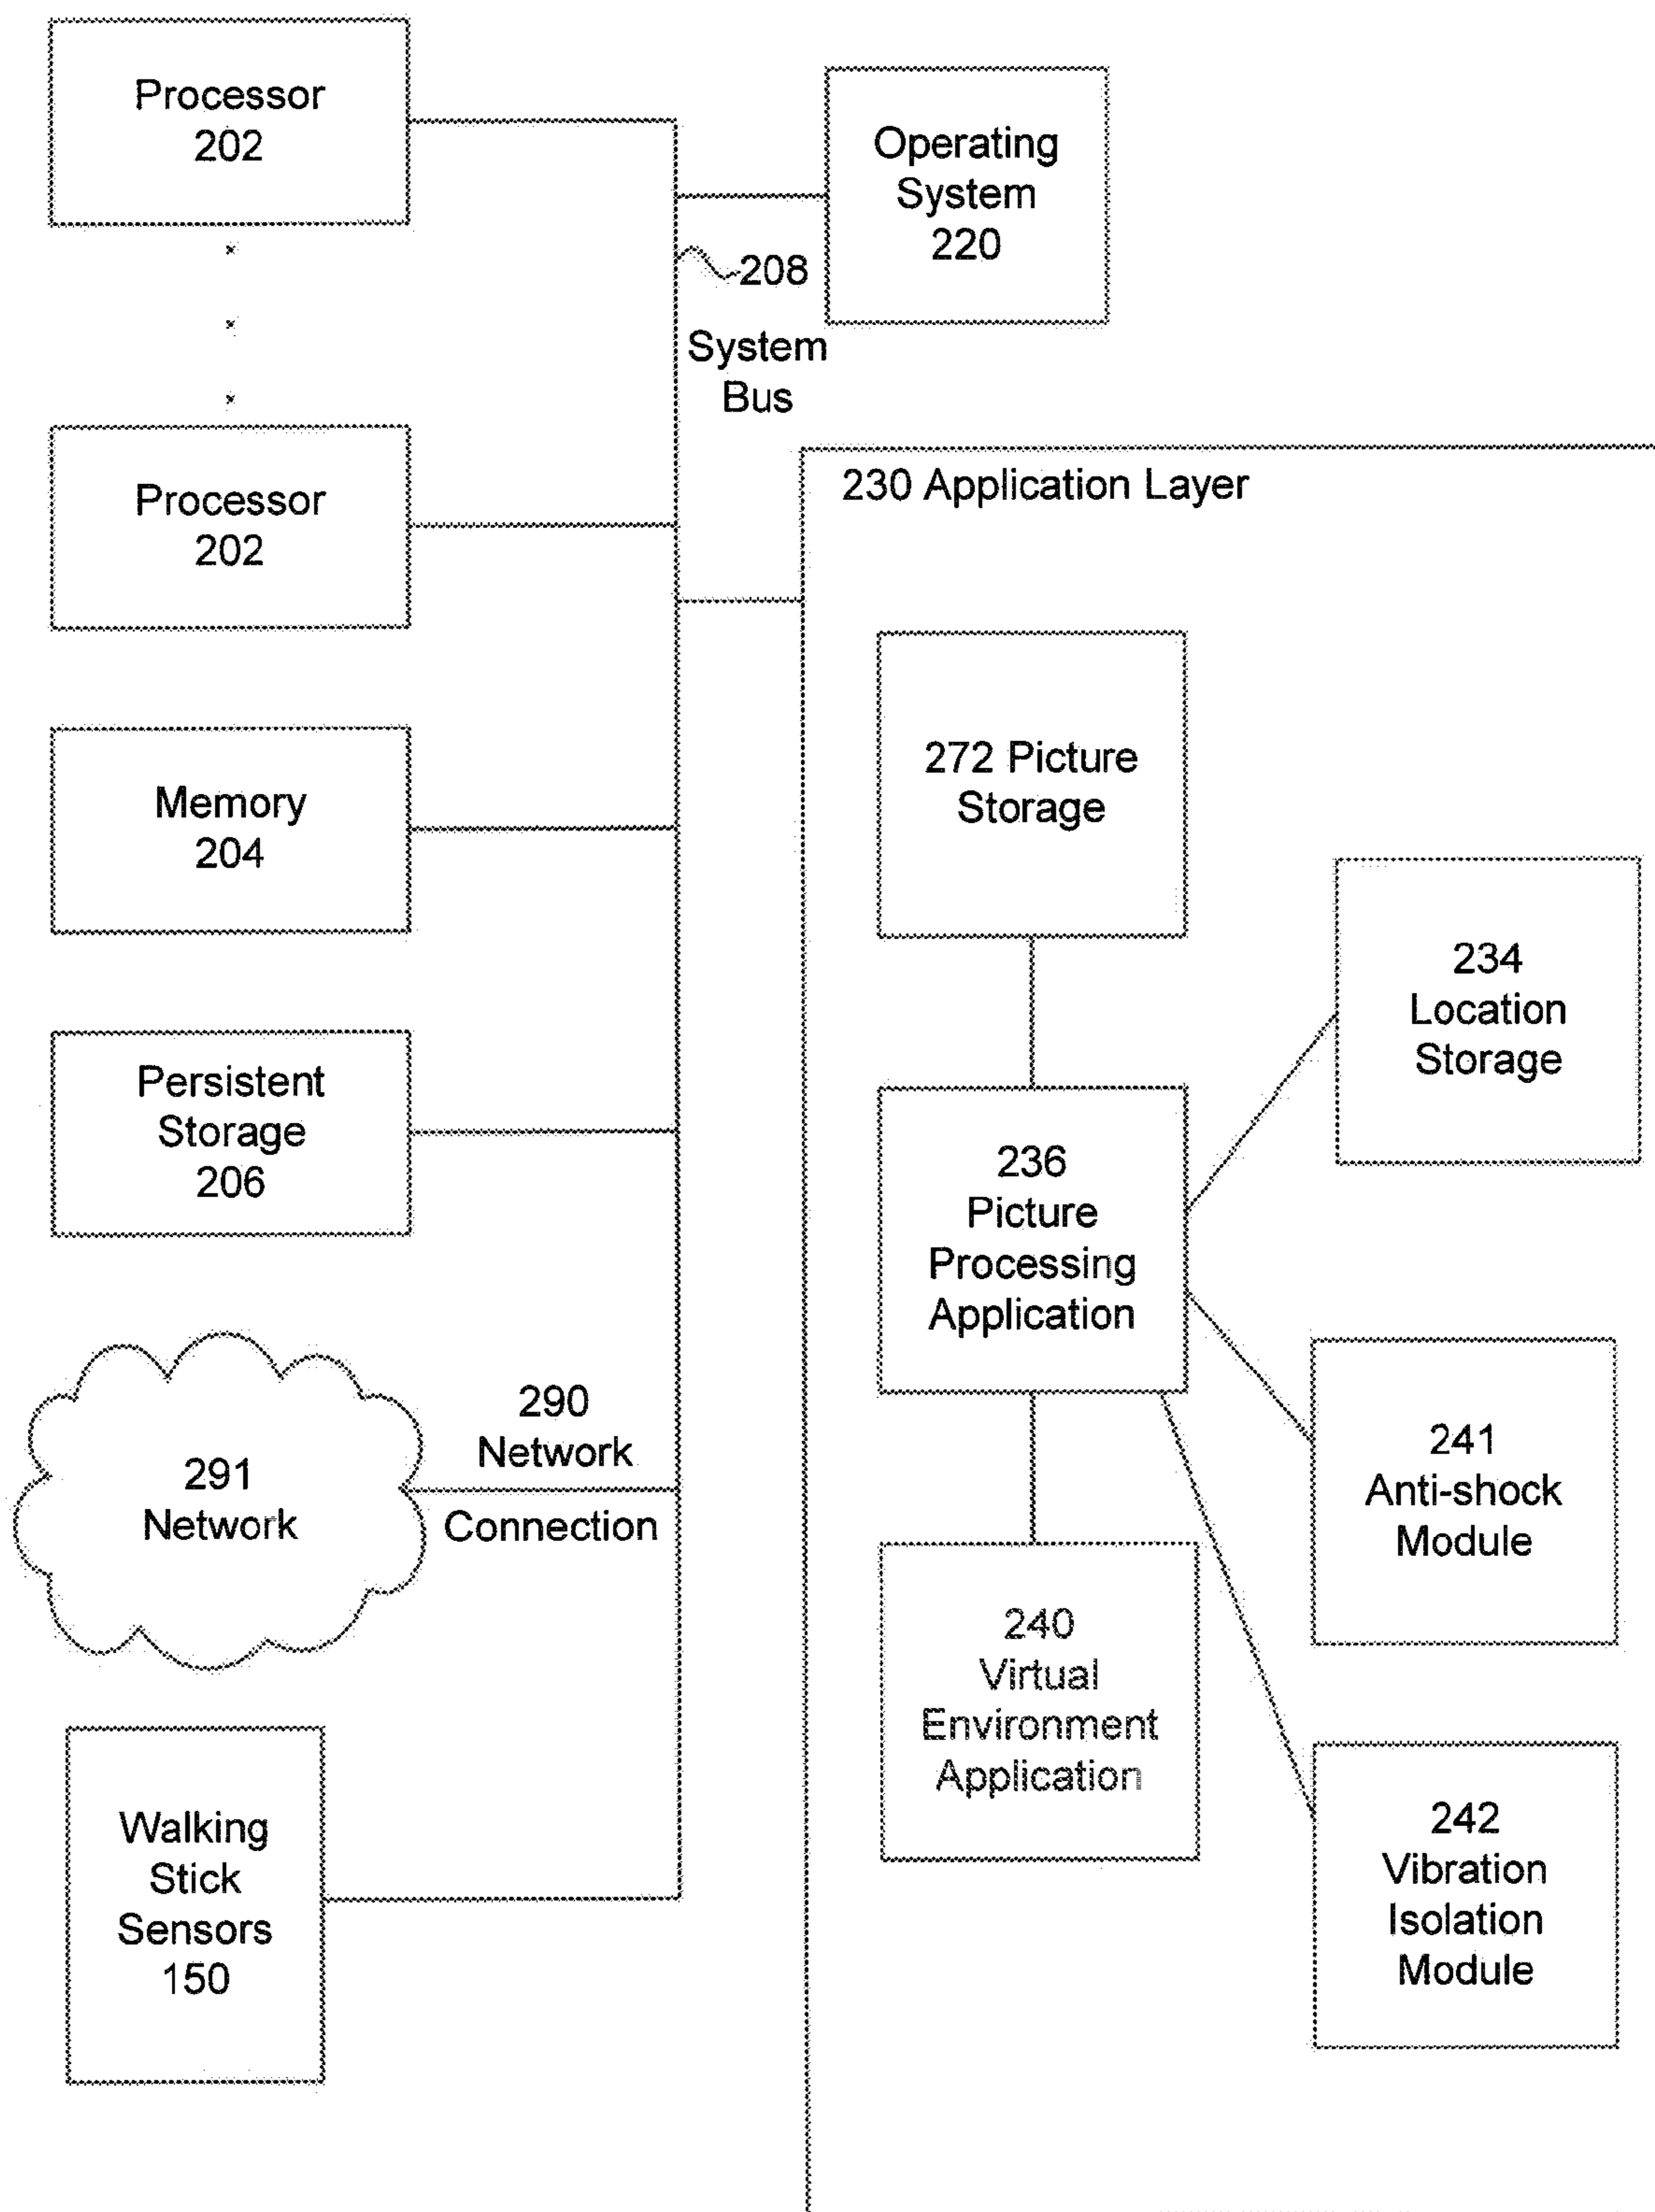 Processor
202
Operating
System
220
208
System
Bus
Processor
202
230 Application Layer
272 Picture
Storage
Memory
204
234
Location
Storage
Persistent
Storage
206
236
Picture
Processing
Application
290
Network
Connection
291
Network
241
Anti-shock
Module
240
Virtual
Environment
Application
Walking
Stick
Sensors
150
242
Vibration
Isolation
Module